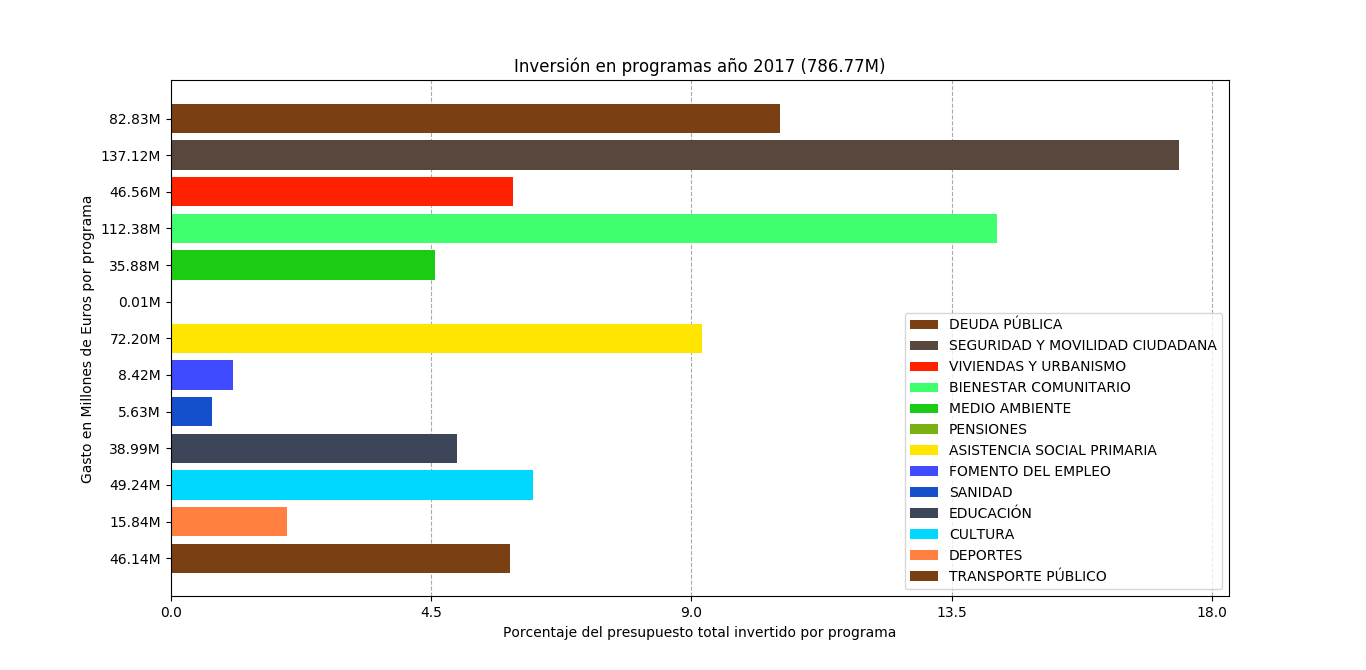 Inversión en programas año 2017 (786.77M)
Gasto en Millones de Euros por programa
82.83M
137.12M
46.56M
112.38M
35.88M
0.01M
72.20M
8.42M
5.63M
38.99M
49.24M
15.84M
46.14M
DEUDA PÚBLICA
SEGURIDAD Y MOVILIDAD CIUDADANA
VIVIENDAS Y URBANISMO
BIENESTAR COMUNITARIO
MEDIO AMBIENTE
PENSIONES
ASISTENCIA SOCIAL PRIMARIA
FOMENTO DEL EMPLEO
SANIDAD
EDUCACIÓN
CULTURA
DEPORTES
TRANSPORTE PÚBLICO
0.0 4.5 9.0 13.5 18.0
Porcentaje del presupuesto total invertido por programa